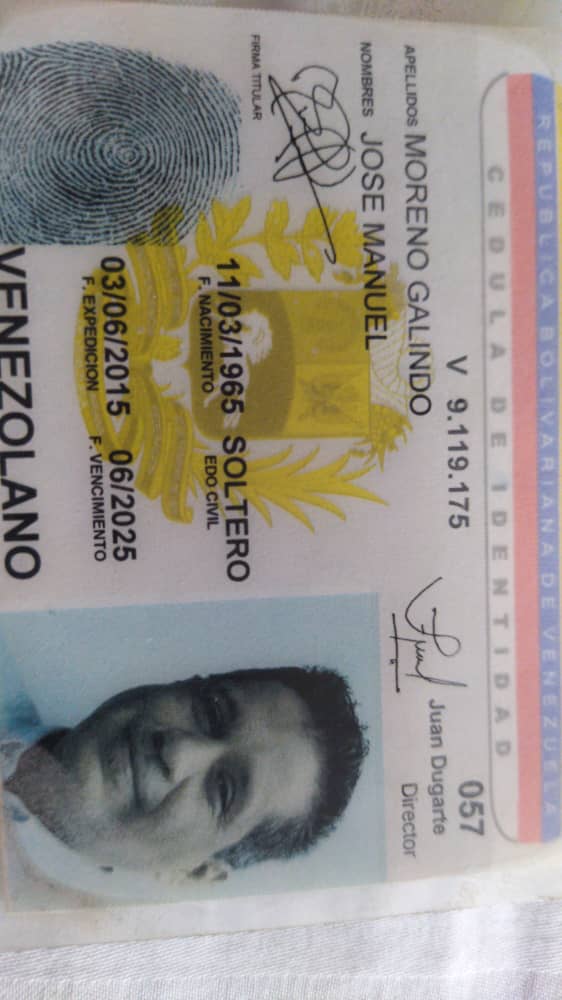 REPUBLICA BOLIVARIANA DE VENEZUELA
CEDULA DE IDENTIDAD
V 9.119.175
057
APELLIDOS MORENO GALINDO
Juan Dugarte
Director
NOMBRES JOSE MANUEL
FIRMA TITULAR
11/03/1965 SOLTERO
F. NACIMIENTO EDO CIVIL
03/06/2015 06/2025
F. EXPEDICION F. VENCIMIENTO
VENEZOLANO